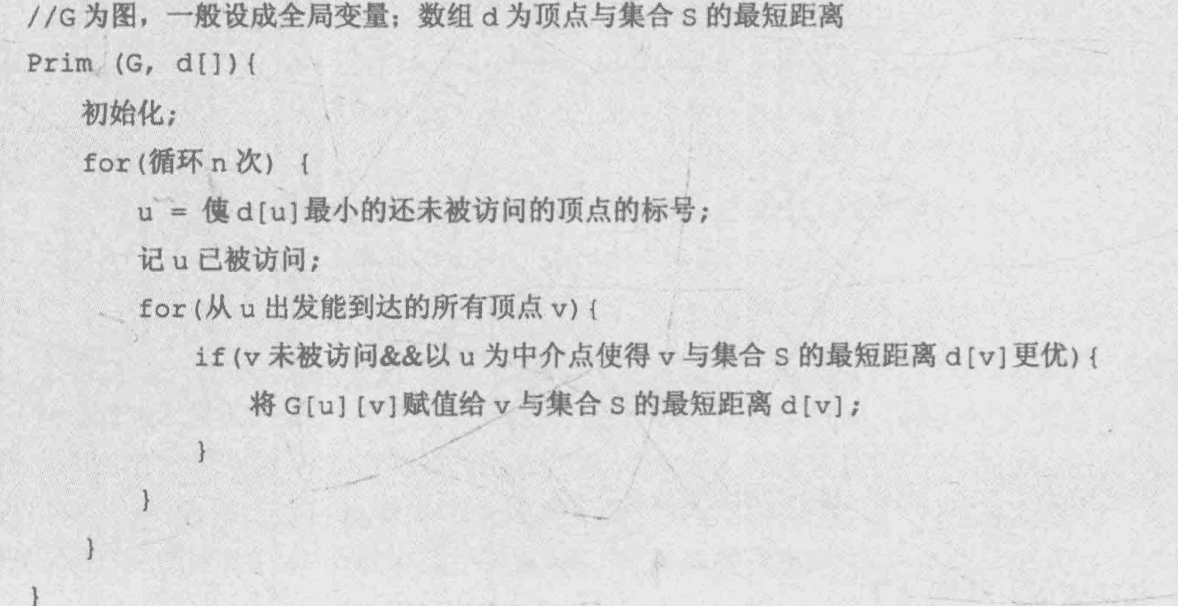 //G 为图，一般设成全局变量；数组 d 为顶点与集合 S 的最短距离
Prim (G, d[]){
初始化;
for(循环 n 次) {
u = 使 d[u]最小的还未被访问的顶点的标号;
记 u 已被访问;
for(从 u 出发能到达的所有顶点 v){
if(v 未被访问&&以 u 为中介点使得 v 与集合 S 的最短距离 d[v]更优){
将 G[u][v]赋值给 v 与集合 S 的最短距离 d[v];
}
}
}
}